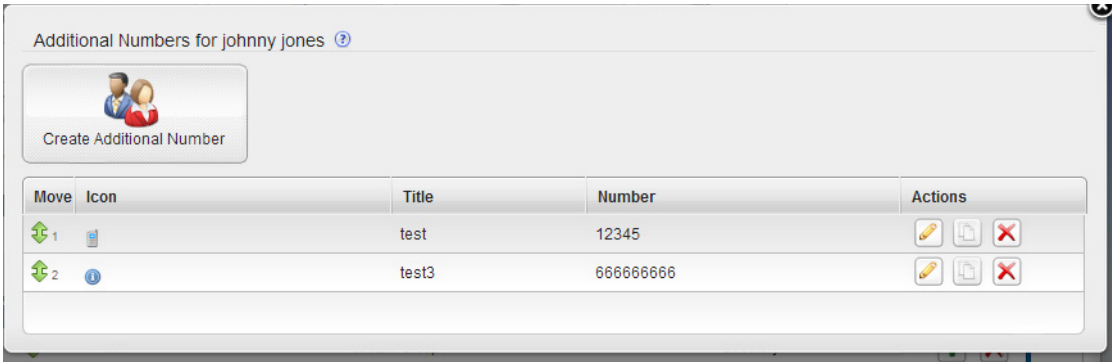 Additional Numbers for johnny jones ?
Create Additional Number
Move Icon Title Number Actions
1 test 12345
2 test3 666666666